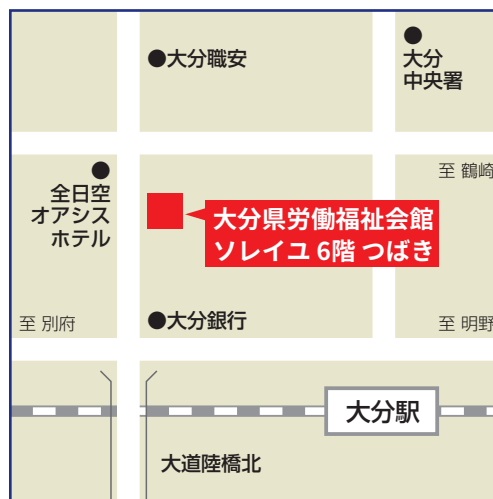 ●大分職安
●
大分
中央署
至 鶴崎
●
全日空
オアシス
ホテル
大分県労働福祉会館
ソレイユ 6階 つばき
至 別府
●大分銀行
至 明野
大分駅
大道陸橋北